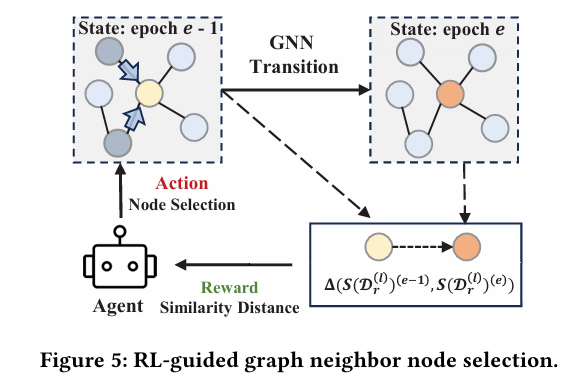 State: epoch e - 1
GNN
Transition
State: epoch e
Action
Node Selection
Agent
Reward
Similarity Distance
Δ(S(𝒟_r^(l))^(e−1), S(𝒟_r^(l))^(e))
Figure 5: RL-guided graph neighbor node selection.